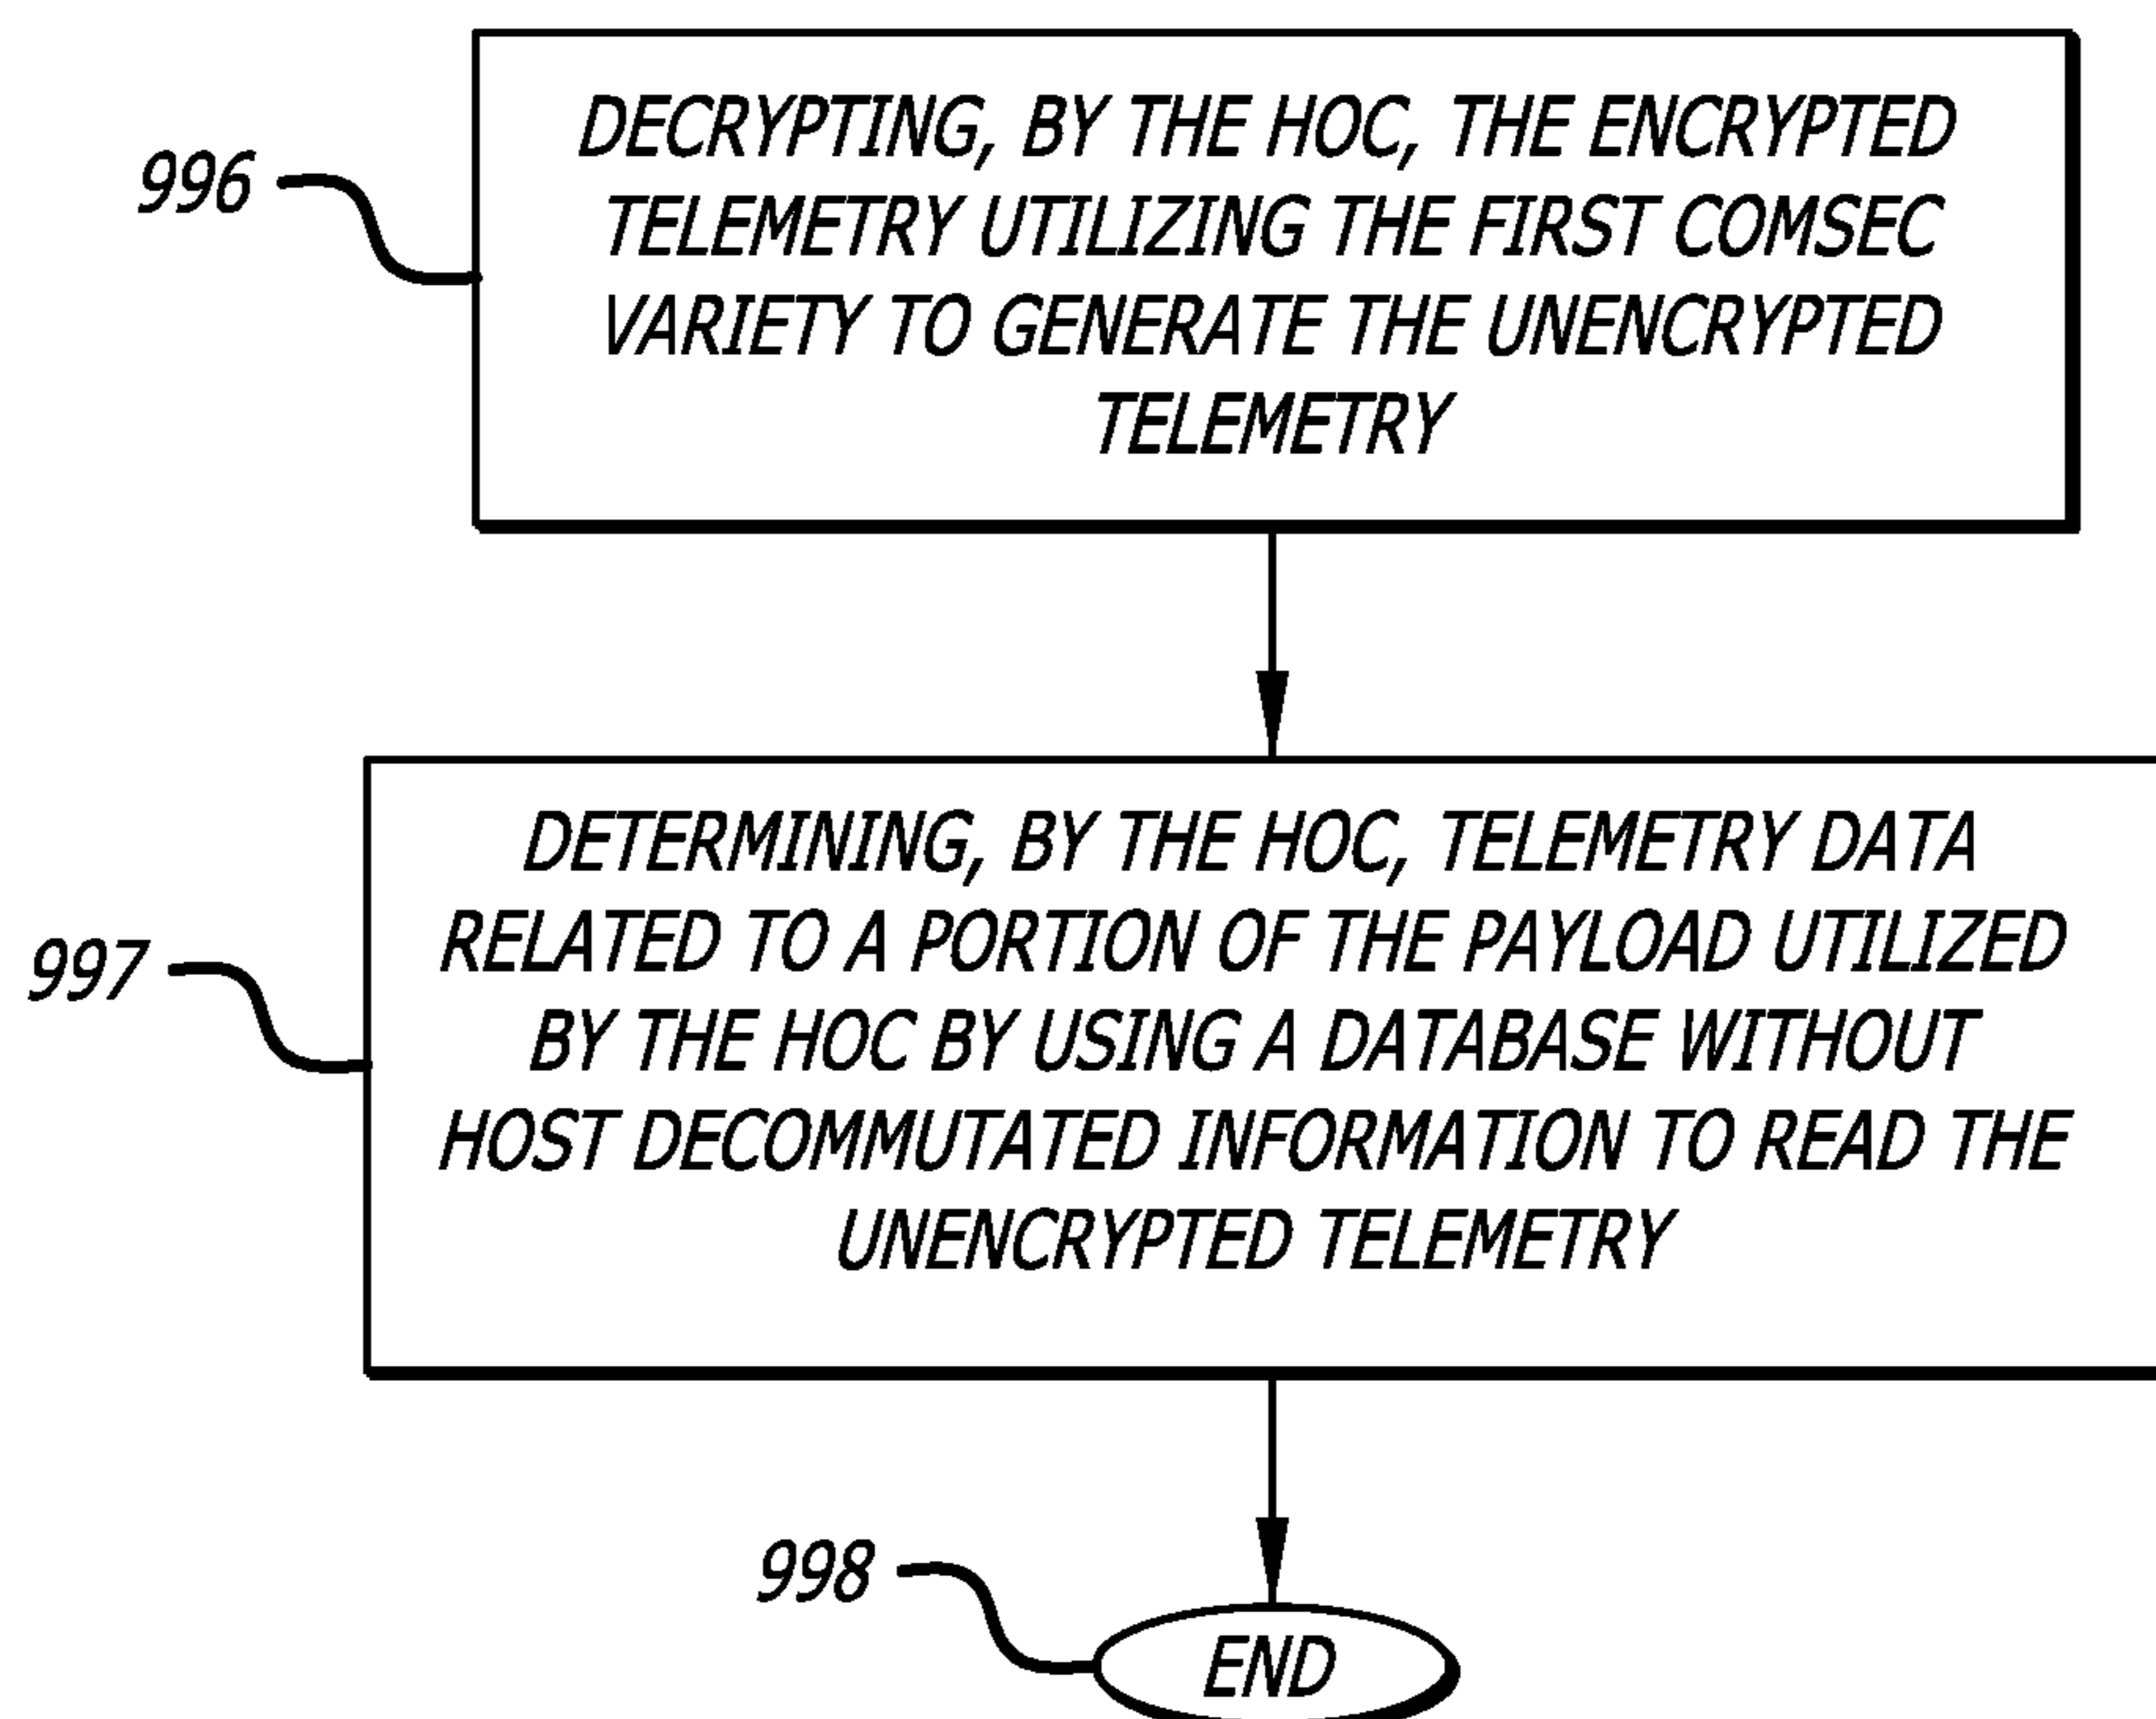 996
DECRYPTING, BY THE HOC, THE ENCRYPTED
TELEMETRY UTILIZING THE FIRST COMSEC
VARIETY TO GENERATE THE UNENCRYPTED
TELEMETRY
997
DETERMINING, BY THE HOC, TELEMETRY DATA
RELATED TO A PORTION OF THE PAYLOAD UTILIZED
BY THE HOC BY USING A DATABASE WITHOUT
HOST DECOMMUTATED INFORMATION TO READ THE
UNENCRYPTED TELEMETRY
998
END